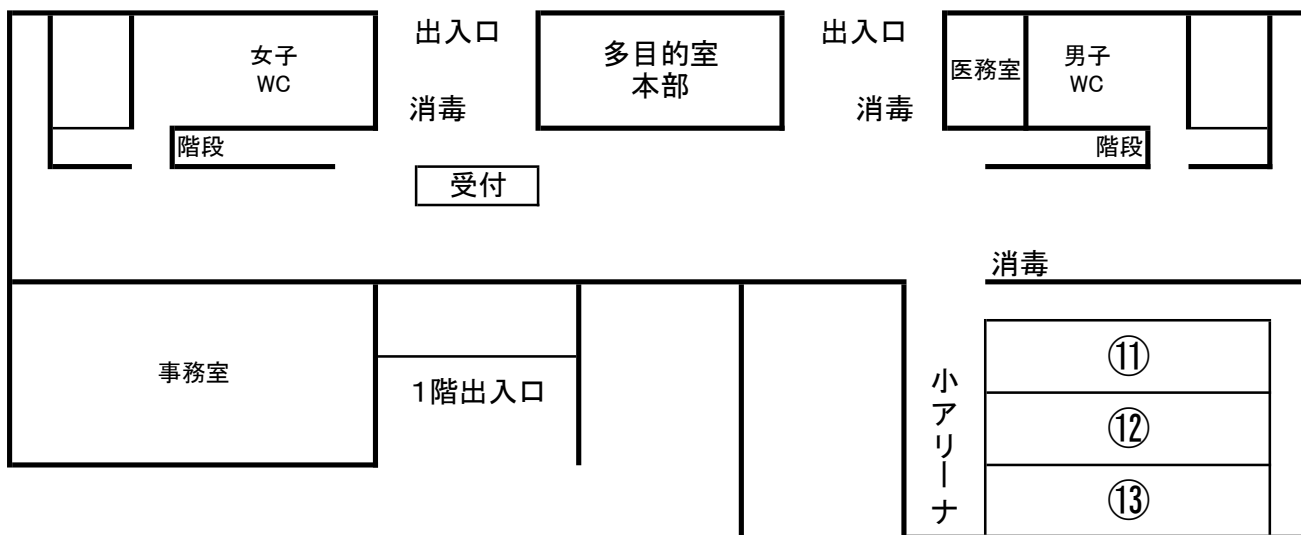 出入口
出入口
女子
WC
多目的室
本部
医務室
男子
WC
消毒
消毒
階段
階段
受付
消毒
事務室
1階出入口
小アリーナ
⑪
⑫
⑬